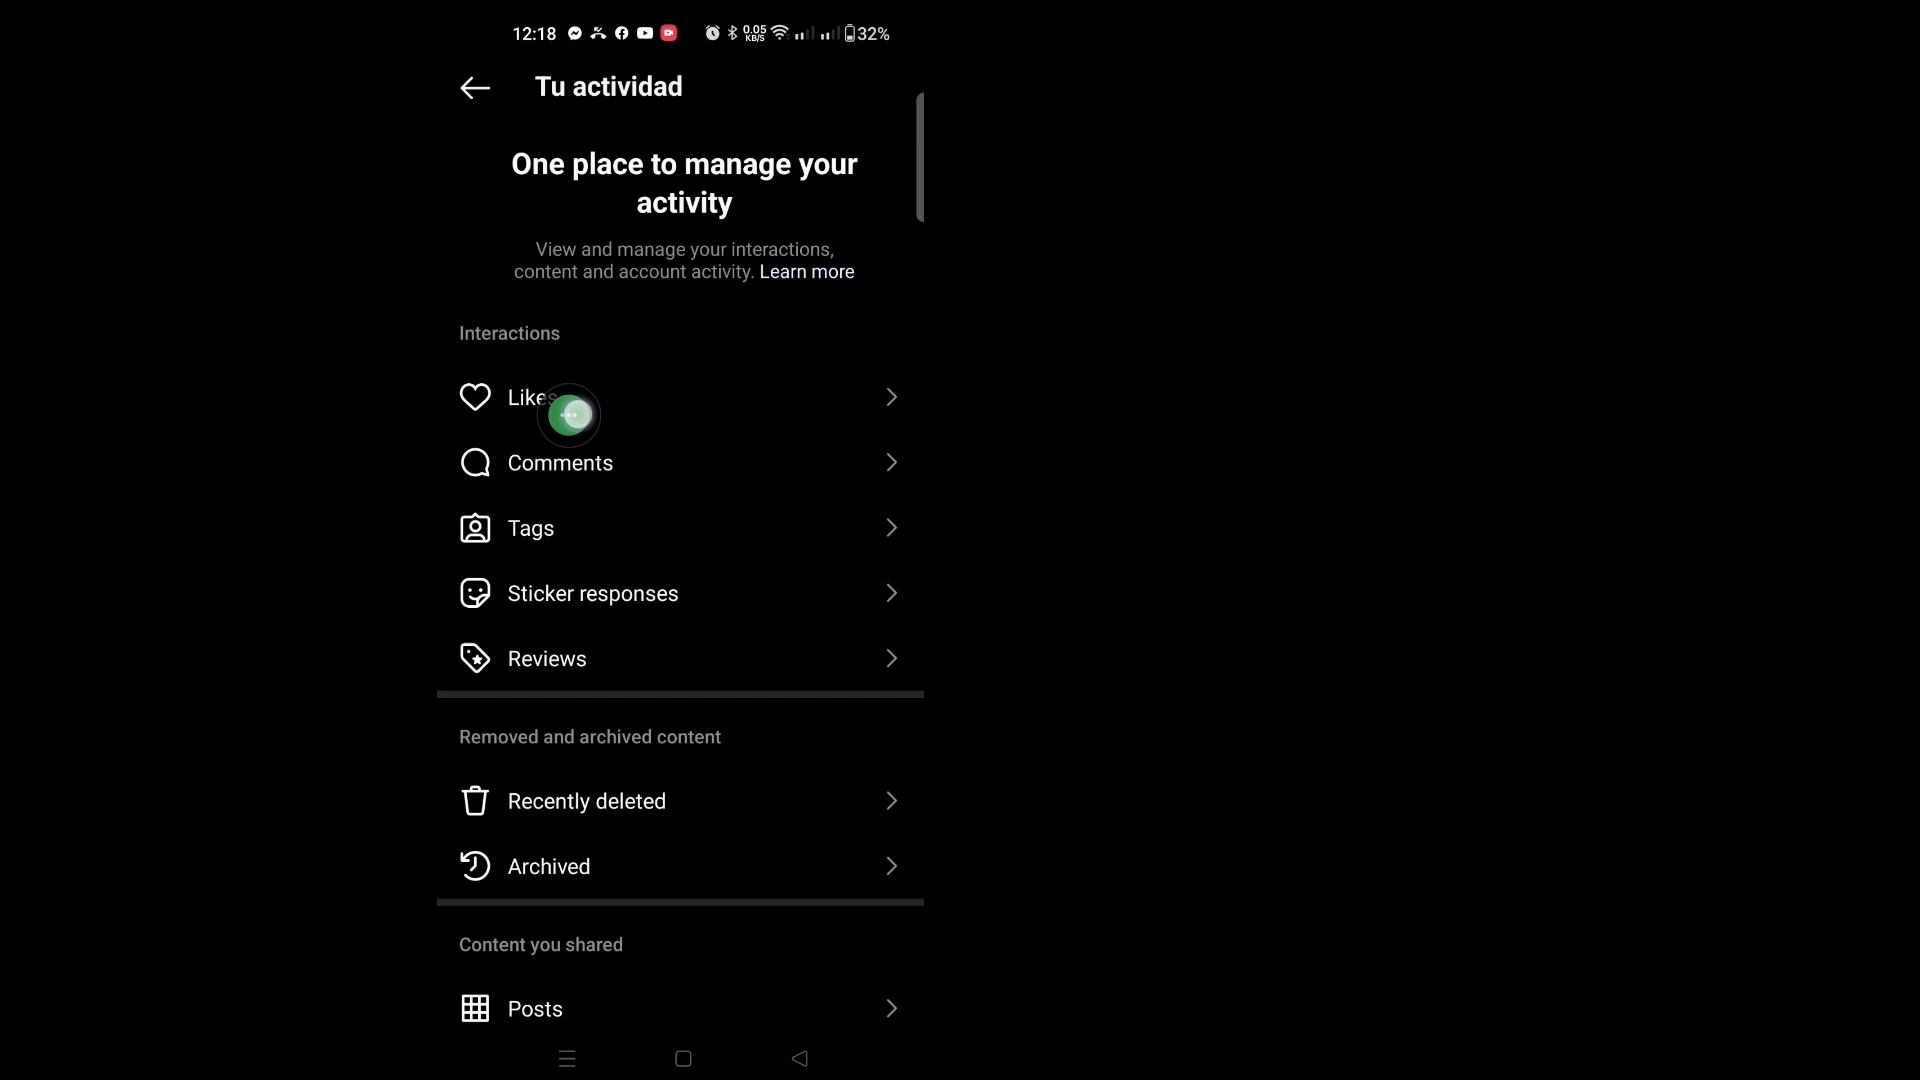 12:18 0.05 KB/S 32%
Tu actividad
One place to manage your
activity
View and manage your interactions,
content and account activity. Learn more
Interactions
Likes
Comments
Tags
Sticker responses
Reviews
Removed and archived content
Recently deleted
Archived
Content you shared
Posts